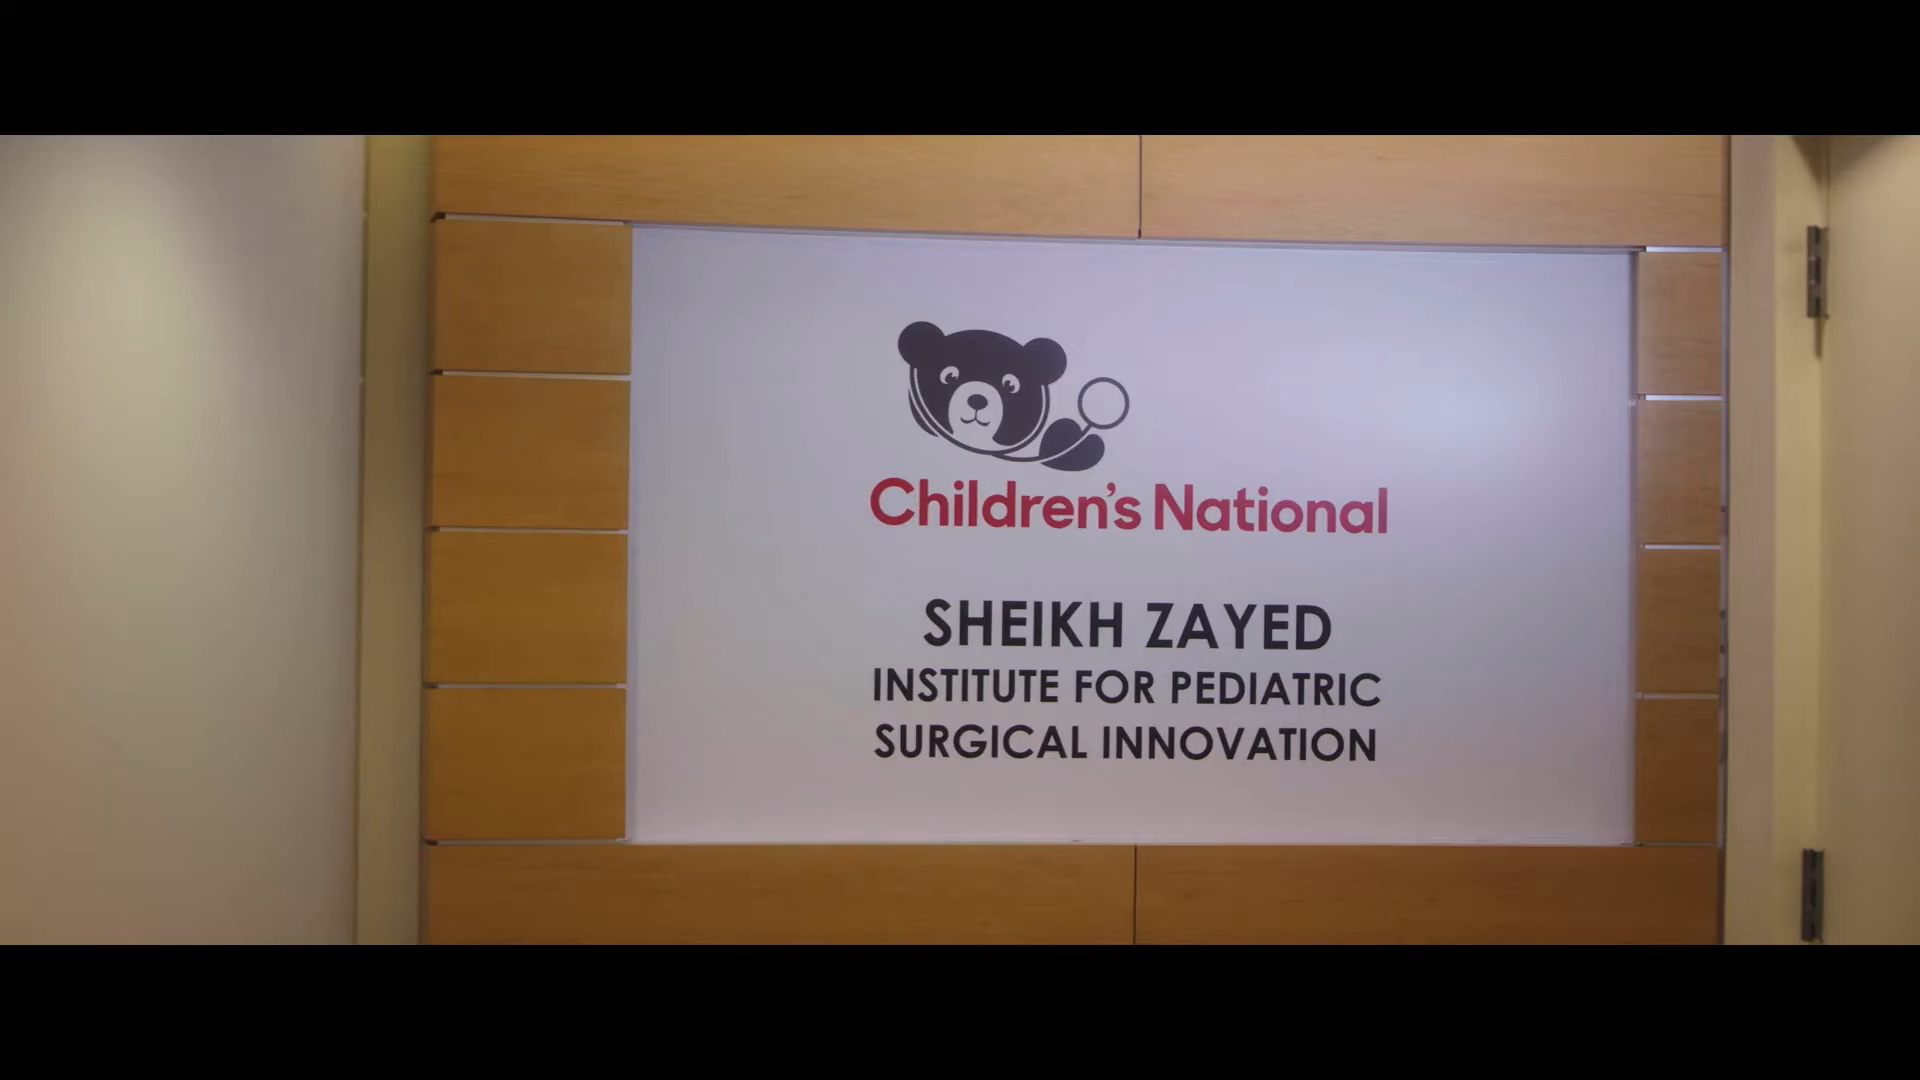 Children's National
SHEIKH ZAYED
INSTITUTE FOR PEDIATRIC
SURGICAL INNOVATION